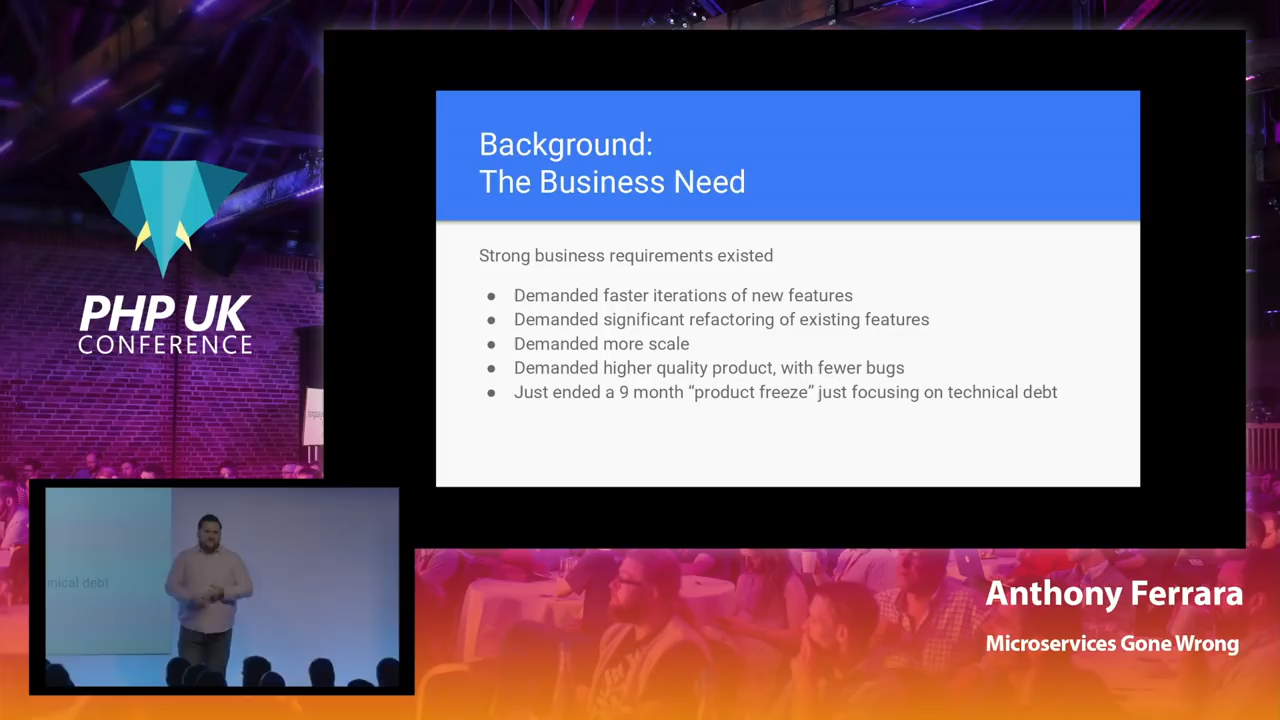 PHP UK
CONFERENCE
Background:
The Business Need
Strong business requirements existed
● Demanded faster iterations of new features
● Demanded significant refactoring of existing features
● Demanded more scale
● Demanded higher quality product, with fewer bugs
● Just ended a 9 month “product freeze” just focusing on technical debt
inical debt
Anthony Ferrara
Microservices Gone Wrong